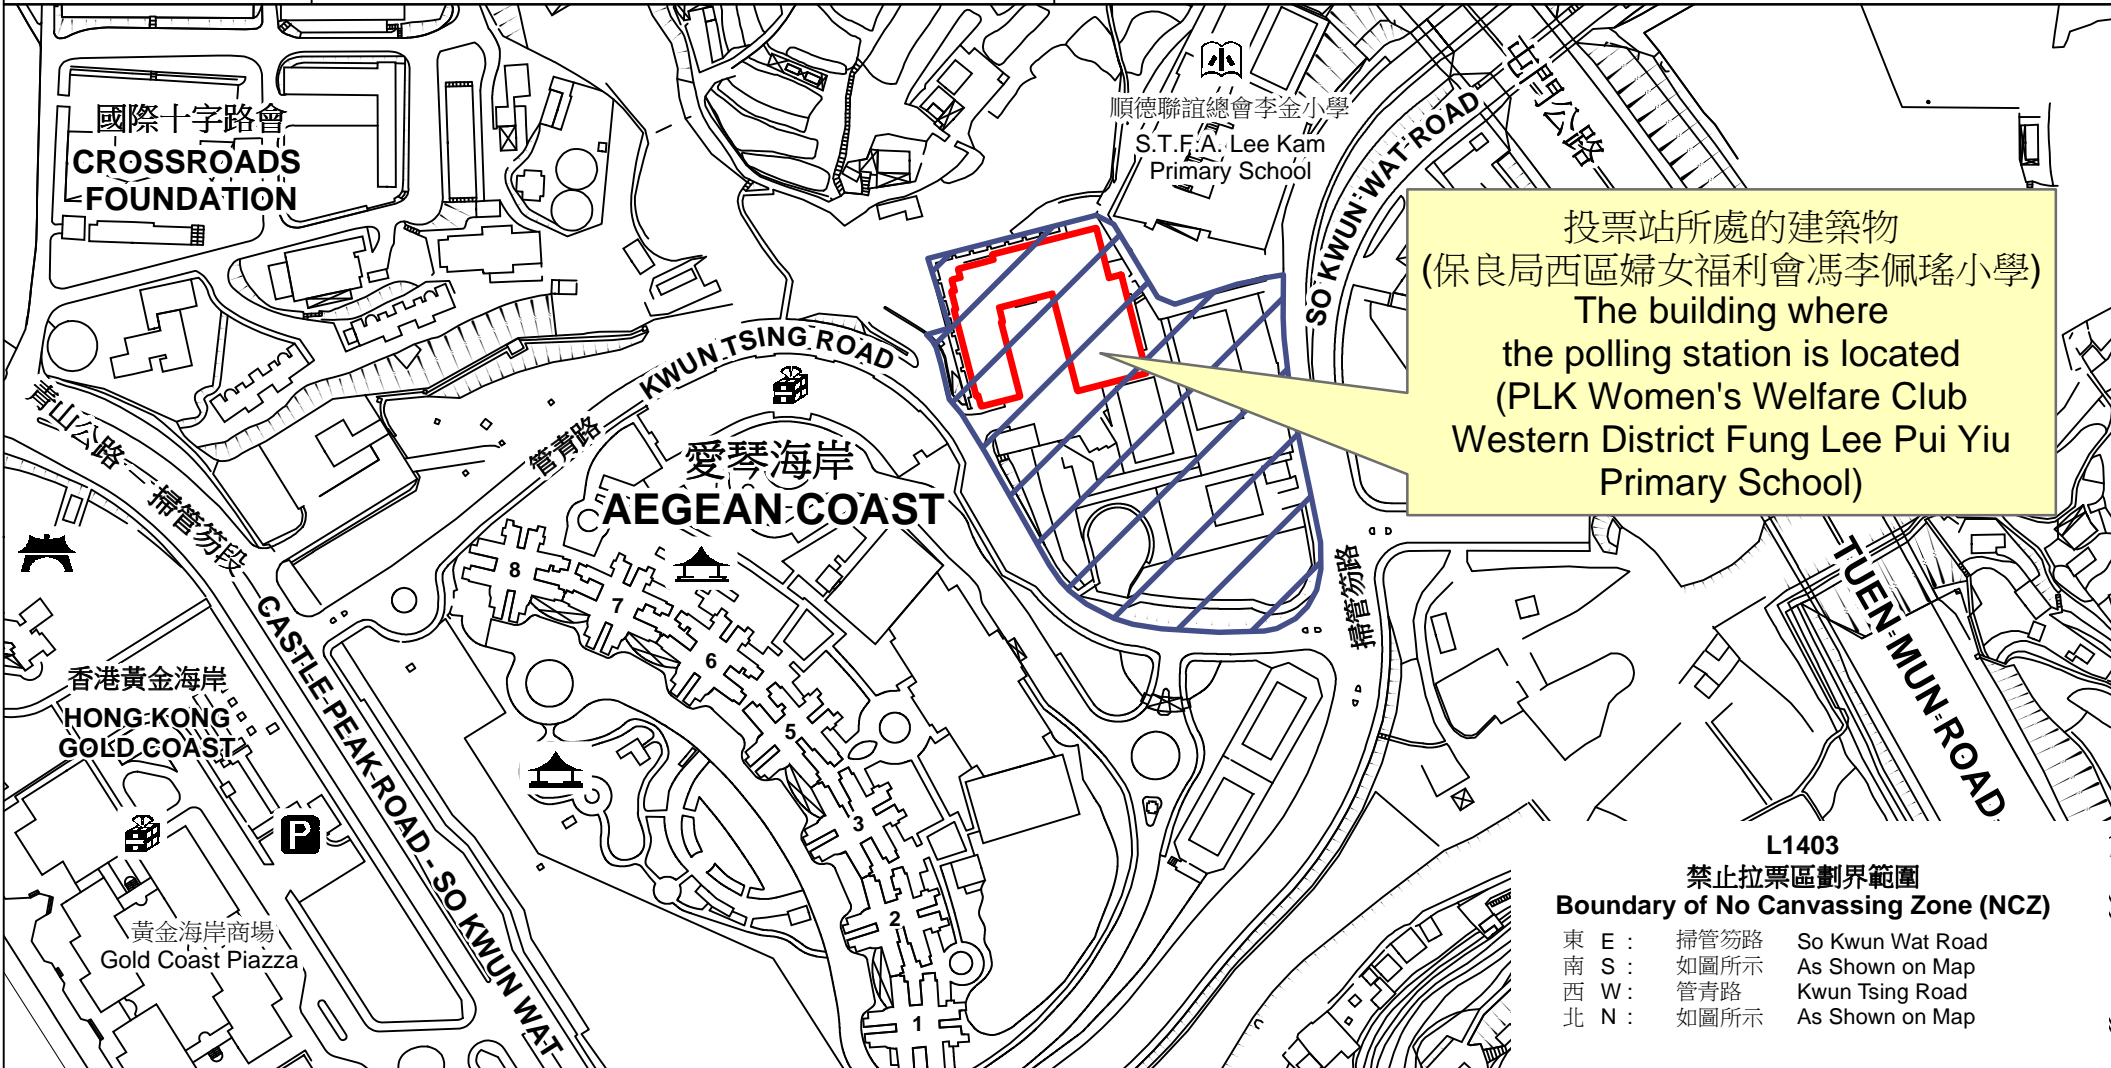 國際十字路會
CROSSROADS
FOUNDATION
小
順德聯誼總會李金小學
S.T.F.A. Lee Kam
Primary School
SO KWUN WAT ROAD
屯門公路
投票站所處的建築物
(保良局西區婦女福利會馮李佩瑤小學)
The building where
the polling station is located
(PLK Women's Welfare Club
Western District Fung Lee Pui Yiu
Primary School)
KWUN TSING ROAD
管青路
青山公路 - 掃管笏段
愛琴海岸
AEGEAN COAST
8
7
6
5
3
2
1
掃管笏路
TUEN MUN ROAD
CASTLE PEAK ROAD - SO KWUN WAT
香港黃金海岸
HONG KONG
GOLD COAST
P
黃金海岸商場
Gold Coast Piazza
L1403
禁止拉票區劃界範圍
Boundary of No Canvassing Zone (NCZ)
東 E : 掃管笏路 So Kwun Wat Road
南 S : 如圖所示 As Shown on Map
西 W : 管青路 Kwun Tsing Road
北 N : 如圖所示 As Shown on Map